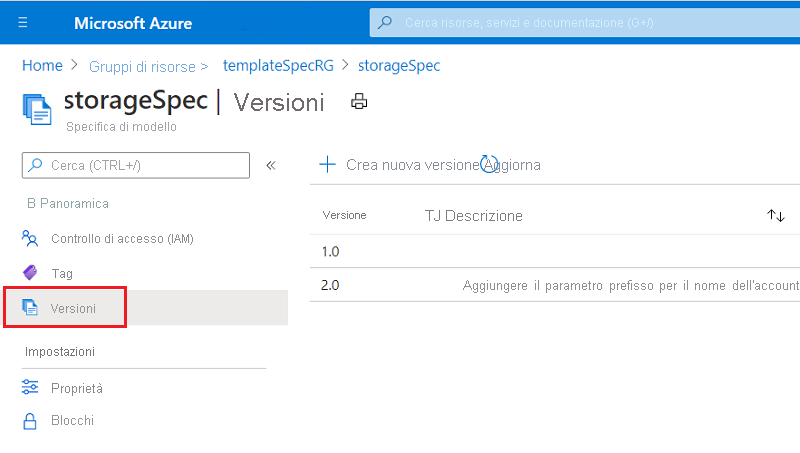 Microsoft Azure
Cerca risorse, servizi e documentazione (G+/)
Home > Gruppi di risorse > templateSpecRG > storageSpec
storageSpec | Versioni
Specifica di modello
Cerca (CTRL+/) «
+ Crea nuova versione Aggiorna
B Panoramica
Controllo di accesso (IAM)
Tag
Versioni
Impostazioni
Proprietà
Blocchi
Versione TJ Descrizione
1.0
2.0 Aggiungere il parametro prefisso per il nome dell'account